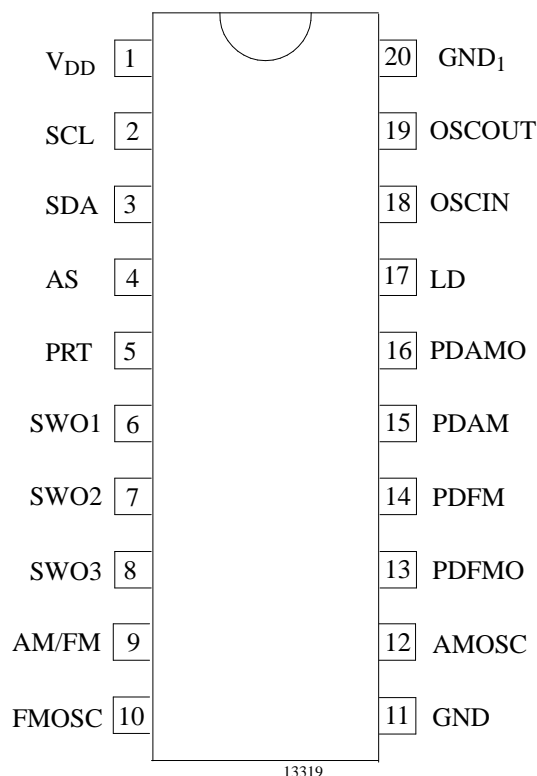 V_DD 1 20 GND₁
SCL 2 19 OSCOUT
SDA 3 18 OSCIN
AS 4 17 LD
PRT 5 16 PDAMO
SWO1 6 15 PDAM
SWO2 7 14 PDFM
SWO3 8 13 PDFMO
AM/FM 9 12 AMOSC
FMOSC 10 11 GND
13319